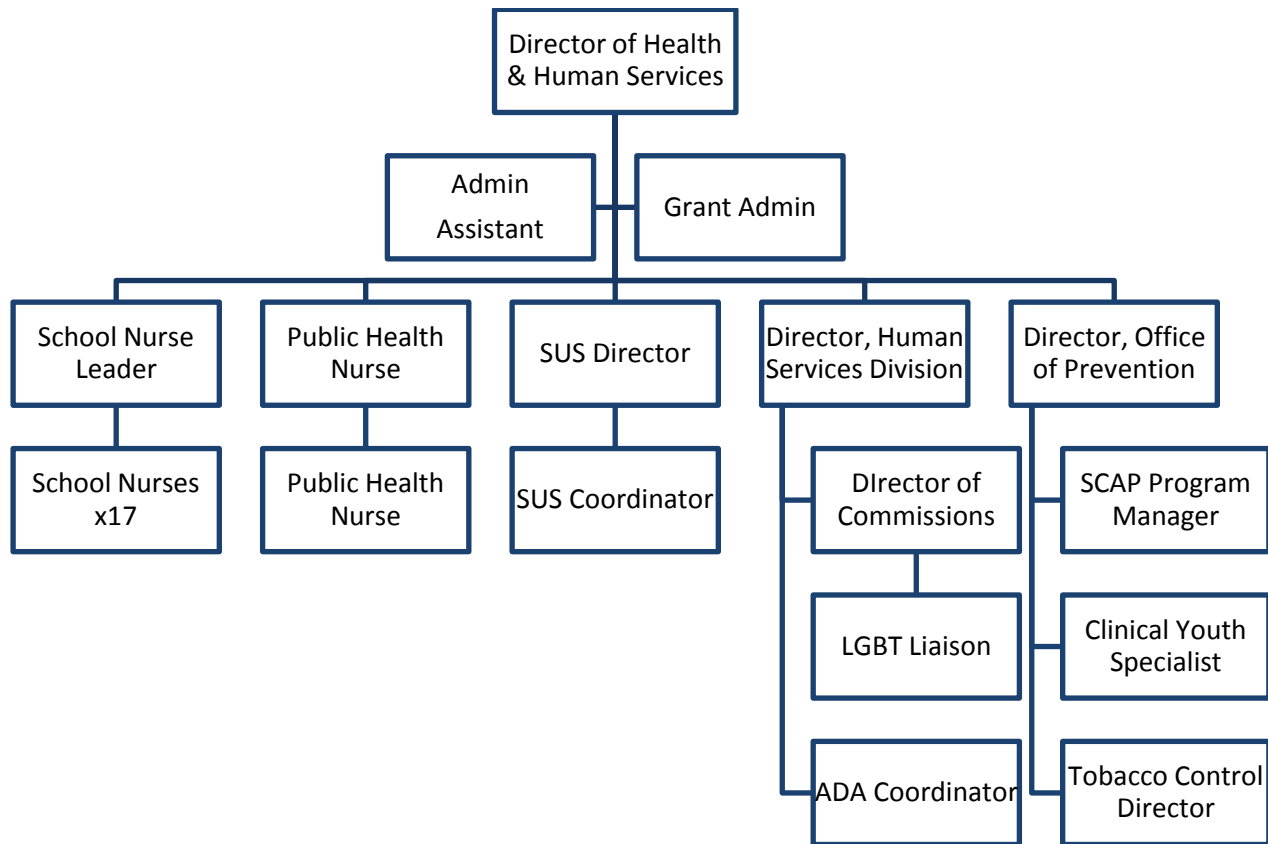 Director of Health
& Human Services
Admin
Assistant
Grant Admin
School Nurse
Leader
Public Health
Nurse
SUS Director
Director, Human
Services Division
Director, Office
of Prevention
School Nurses
x17
Public Health
Nurse
SUS Coordinator
DIrector of
Commissions
SCAP Program
Manager
LGBT Liaison
Clinical Youth
Specialist
ADA Coordinator
Tobacco Control
Director